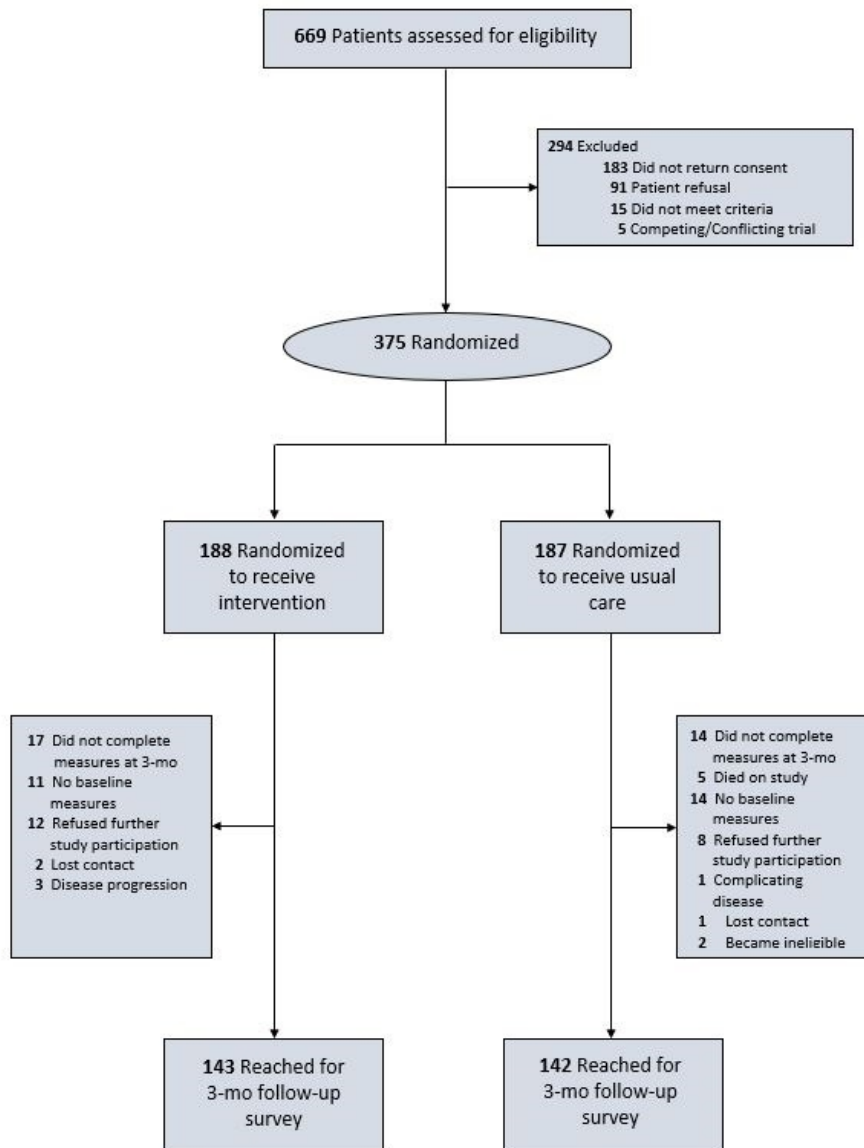 669 Patients assessed for eligibility
294 Excluded
183 Did not return consent
91 Patient refusal
15 Did not meet criteria
5 Competing/Conflicting trial
375 Randomized
188 Randomized
to receive
intervention
187 Randomized
to receive usual
care
17 Did not complete
measures at 3-mo
11 No baseline
measures
12 Refused further
study participation
2 Lost contact
3 Disease progression
14 Did not complete
measures at 3-mo
5 Died on study
14 No baseline
measures
8 Refused further
study participation
1 Complicating
disease
1 Lost contact
2 Became ineligible
143 Reached for
3-mo follow-up
survey
142 Reached for
3-mo follow-up
survey